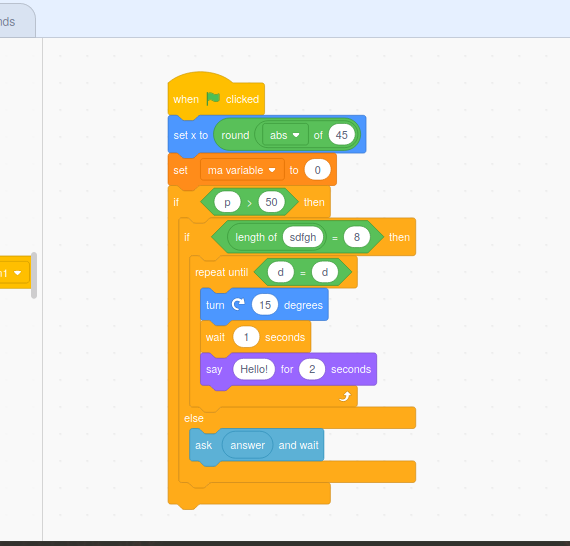 nds
when clicked
set x to round abs of 45
set ma variable to 0
if p > 50 then
if length of sdfgh = 8 then
n1
repeat until d = d
turn 15 degrees
wait 1 seconds
say Hello! for 2 seconds
else
ask answer and wait